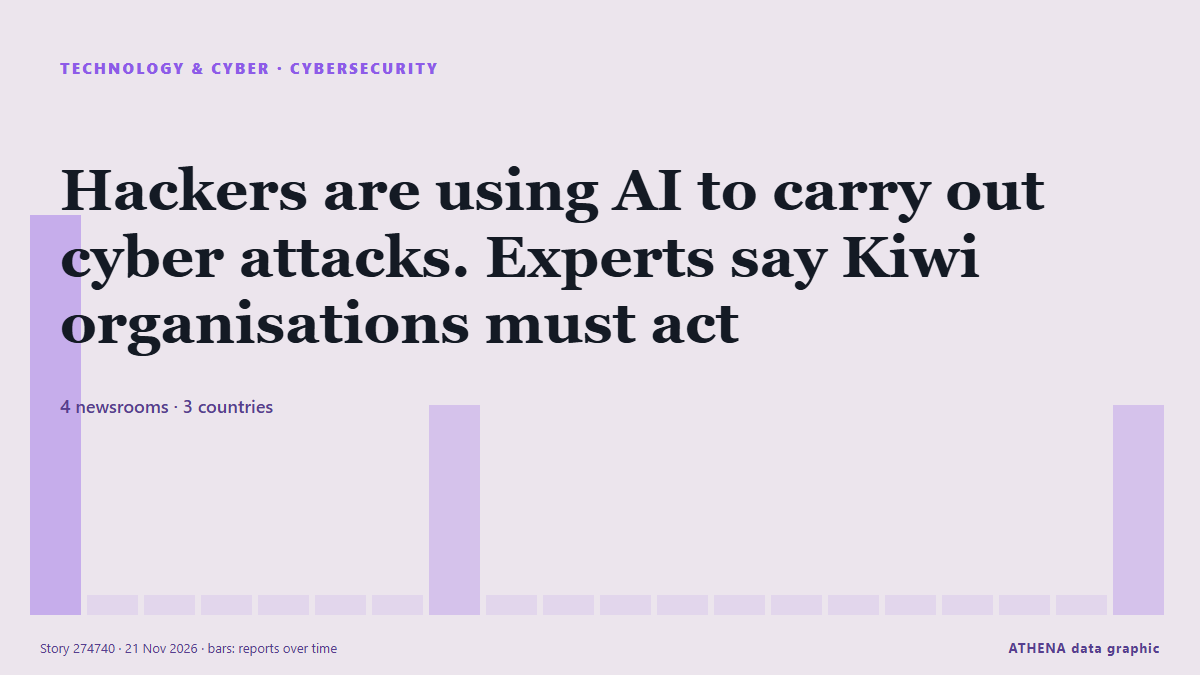 TECHNOLOGY & CYBER · CYBERSECURITY
Hackers are using AI to carry out
cyber attacks. Experts say Kiwi
organisations must act
4 newsrooms · 3 countries
Story 274740 · 21 Nov 2026 · bars: reports over time
ATHENA data graphic